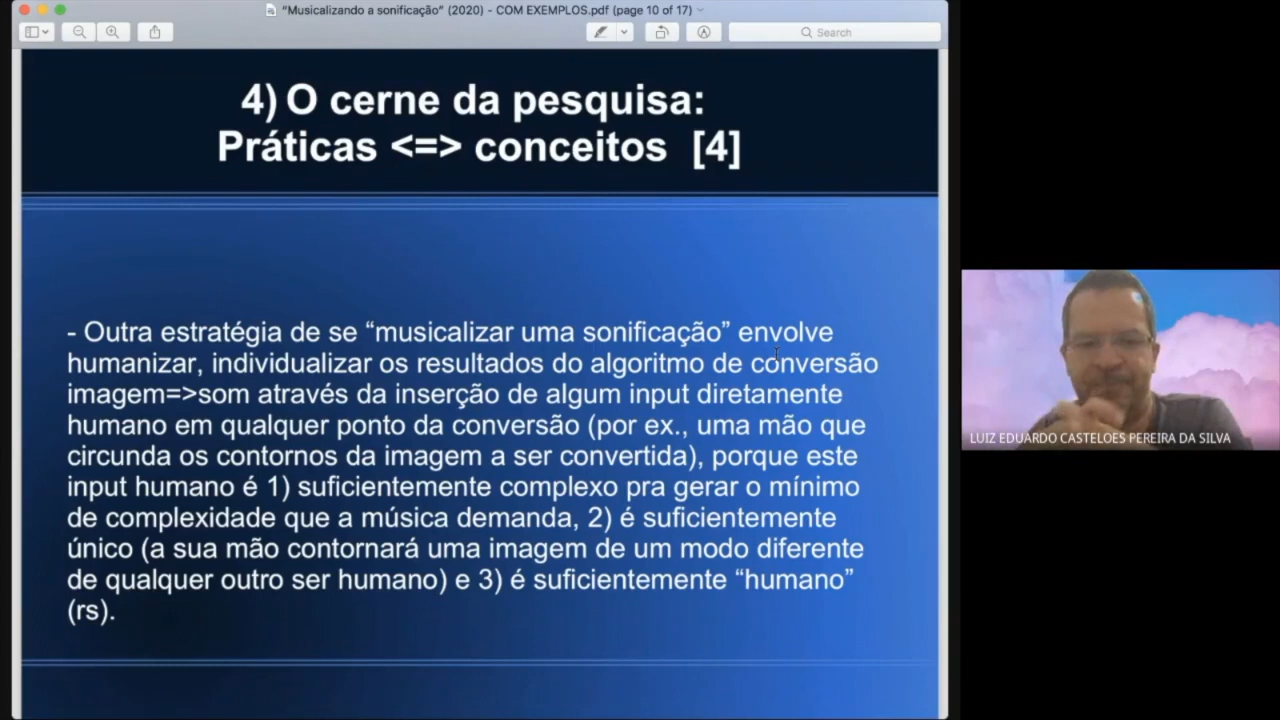 “Musicalizando a sonificação” (2020) - COM EXEMPLOS.pdf (page 10 of 17)
Search
4) O cerne da pesquisa:
Práticas <=> conceitos [4]
- Outra estratégia de se “musicalizar uma sonificação” envolve
humanizar, individualizar os resultados do algoritmo de conversão
imagem=>som através da inserção de algum input diretamente
humano em qualquer ponto da conversão (por ex., uma mão que
circunda os contornos da imagem a ser convertida), porque este
input humano é 1) suficientemente complexo pra gerar o mínimo
de complexidade que a música demanda, 2) é suficientemente
único (a sua mão contornará uma imagem de um modo diferente
de qualquer outro ser humano) e 3) é suficientemente “humano”
(rs).
LUIZ EDUARDO CASTELOES PEREIRA DA SILVA